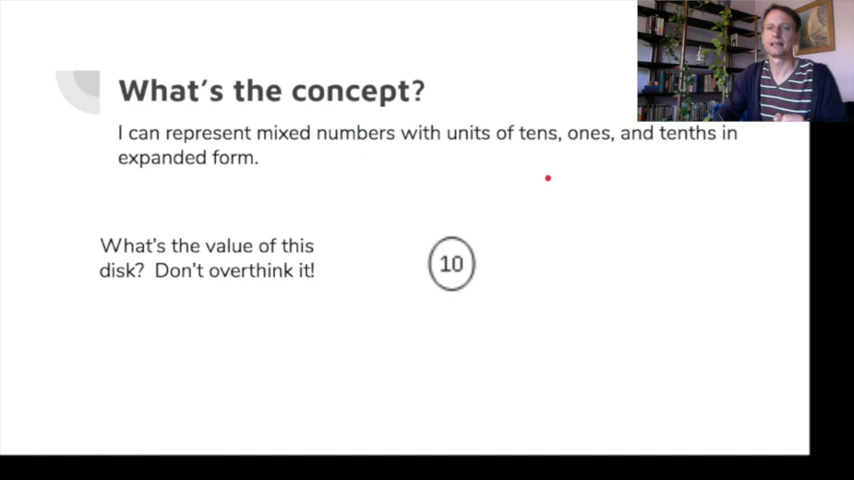 What's the concept?
I can represent mixed numbers with units of tens, ones, and tenths in
expanded form.
What's the value of this
disk? Don't overthink it!
10